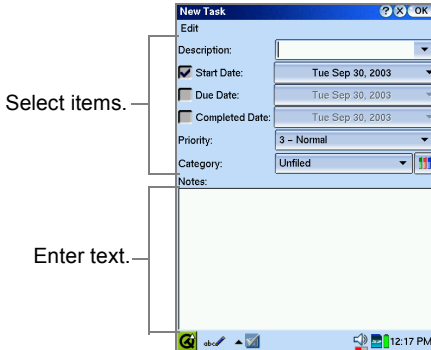 New Task ? X OK
Edit
Description:
Start Date: Tue Sep 30, 2003
Due Date: Tue Sep 30, 2003
Completed Date: Tue Sep 30, 2003
Priority: 3 – Normal
Category: Unfiled
Notes:
Select items.
Enter text.
abc 12:17 PM